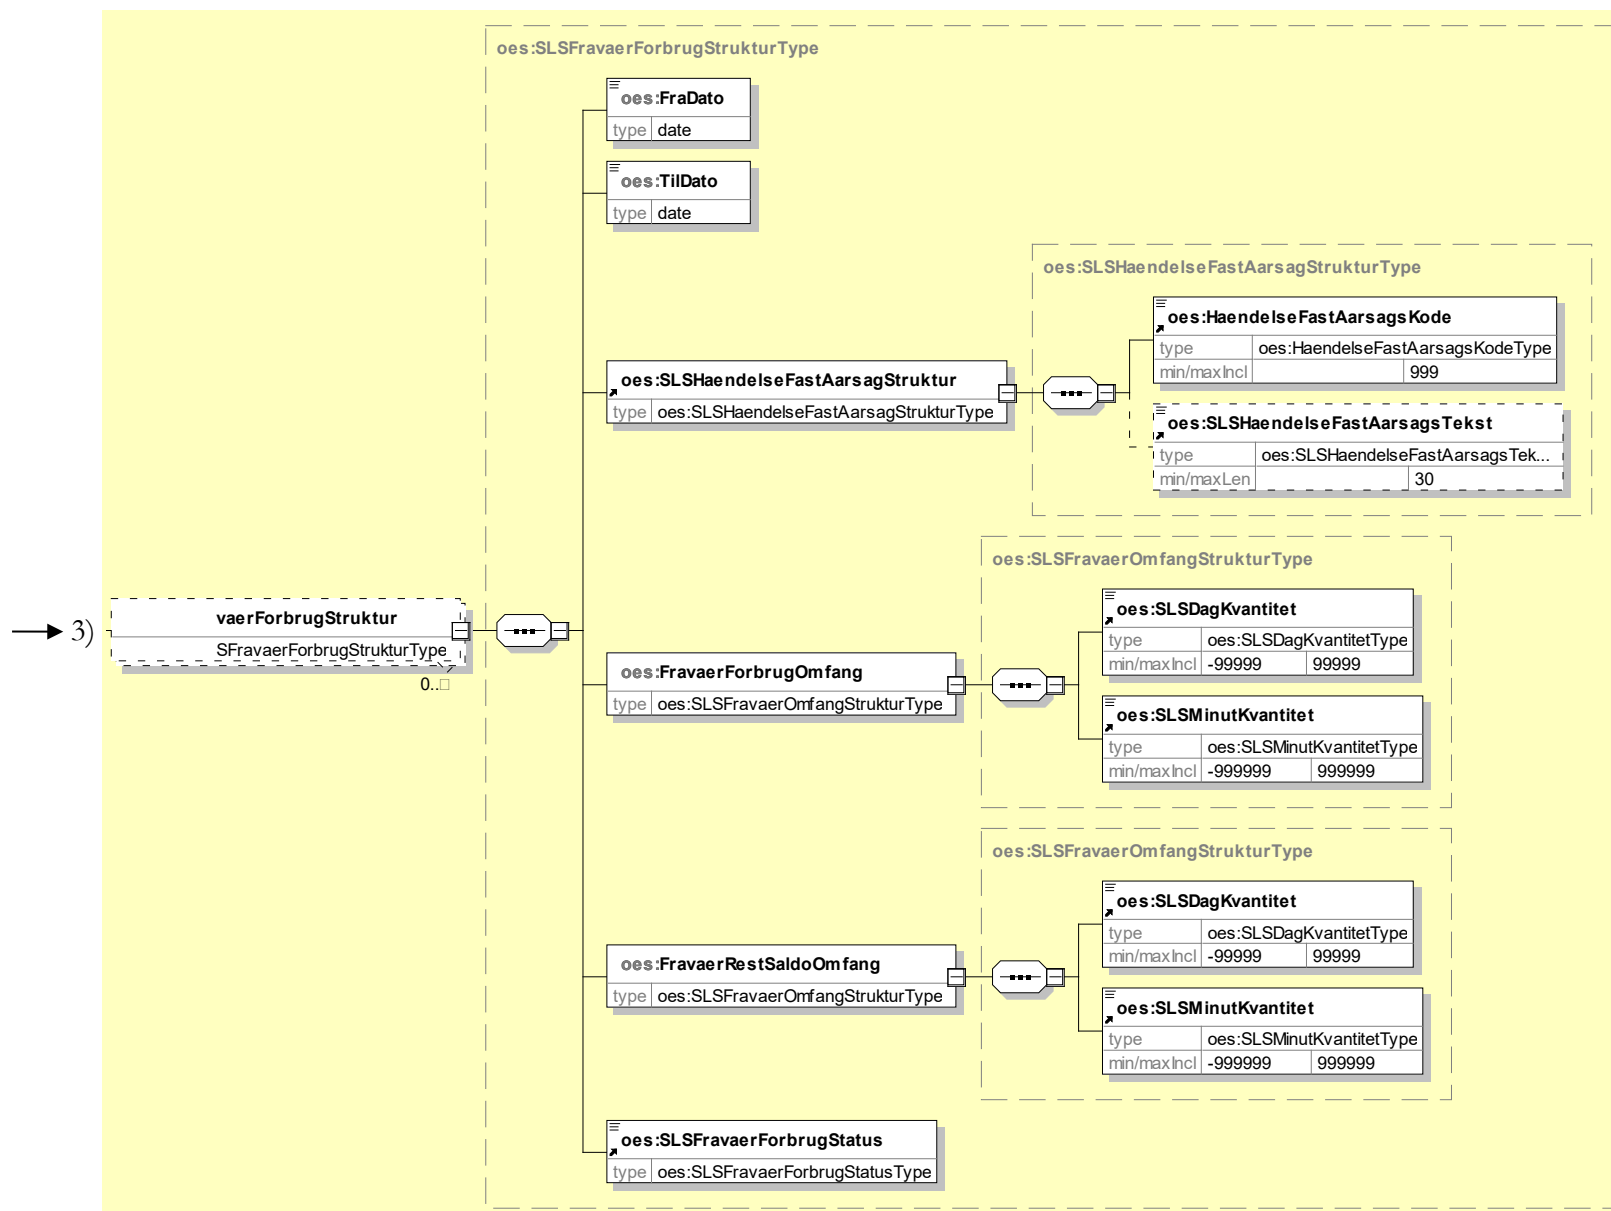 oes:SLSFravaerForbrugStrukturType
oes:FraDato
type date
oes:TilDato
type date
oes:SLSHaendelseFastAarsagStrukturType
oes:HaendelseFastAarsagsKode
type oes:HaendelseFastAarsagsKodeType
min/maxIncl 999
oes:SLSHaendelseFastAarsagStruktur
type oes:SLSHaendelseFastAarsagStrukturType
oes:SLSHaendelseFastAarsagsTekst
type oes:SLSHaendelseFastAarsagsTek...
min/maxLen 30
3)
vaerForbrugStruktur
SFravaerForbrugStrukturType
0..□
oes:SLSFravaerOmfangStrukturType
oes:SLSDagKvantitet
type oes:SLSDagKvantitetType
min/maxIncl -99999 99999
oes:FravaerForbrugOmfang
type oes:SLSFravaerOmfangStrukturType
oes:SLSMinutKvantitet
type oes:SLSMinutKvantitetType
min/maxIncl -999999 999999
oes:SLSFravaerOmfangStrukturType
oes:SLSDagKvantitet
type oes:SLSDagKvantitetType
min/maxIncl -99999 99999
oes:FravaerRestSaldoOmfang
type oes:SLSFravaerOmfangStrukturType
oes:SLSMinutKvantitet
type oes:SLSMinutKvantitetType
min/maxIncl -999999 999999
oes:SLSFravaerForbrugStatus
type oes:SLSFravaerForbrugStatusType